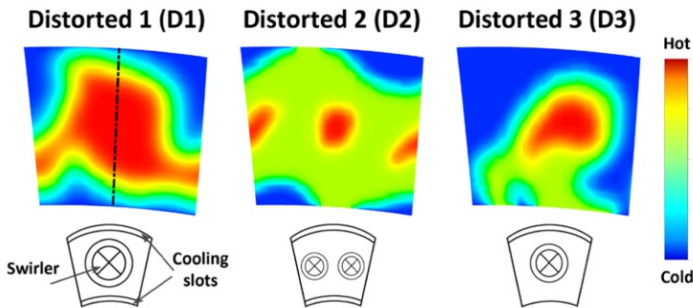 Distorted 1 (D1)
Distorted 2 (D2)
Distorted 3 (D3)
Hot
Cold
Swirler
Cooling
slots